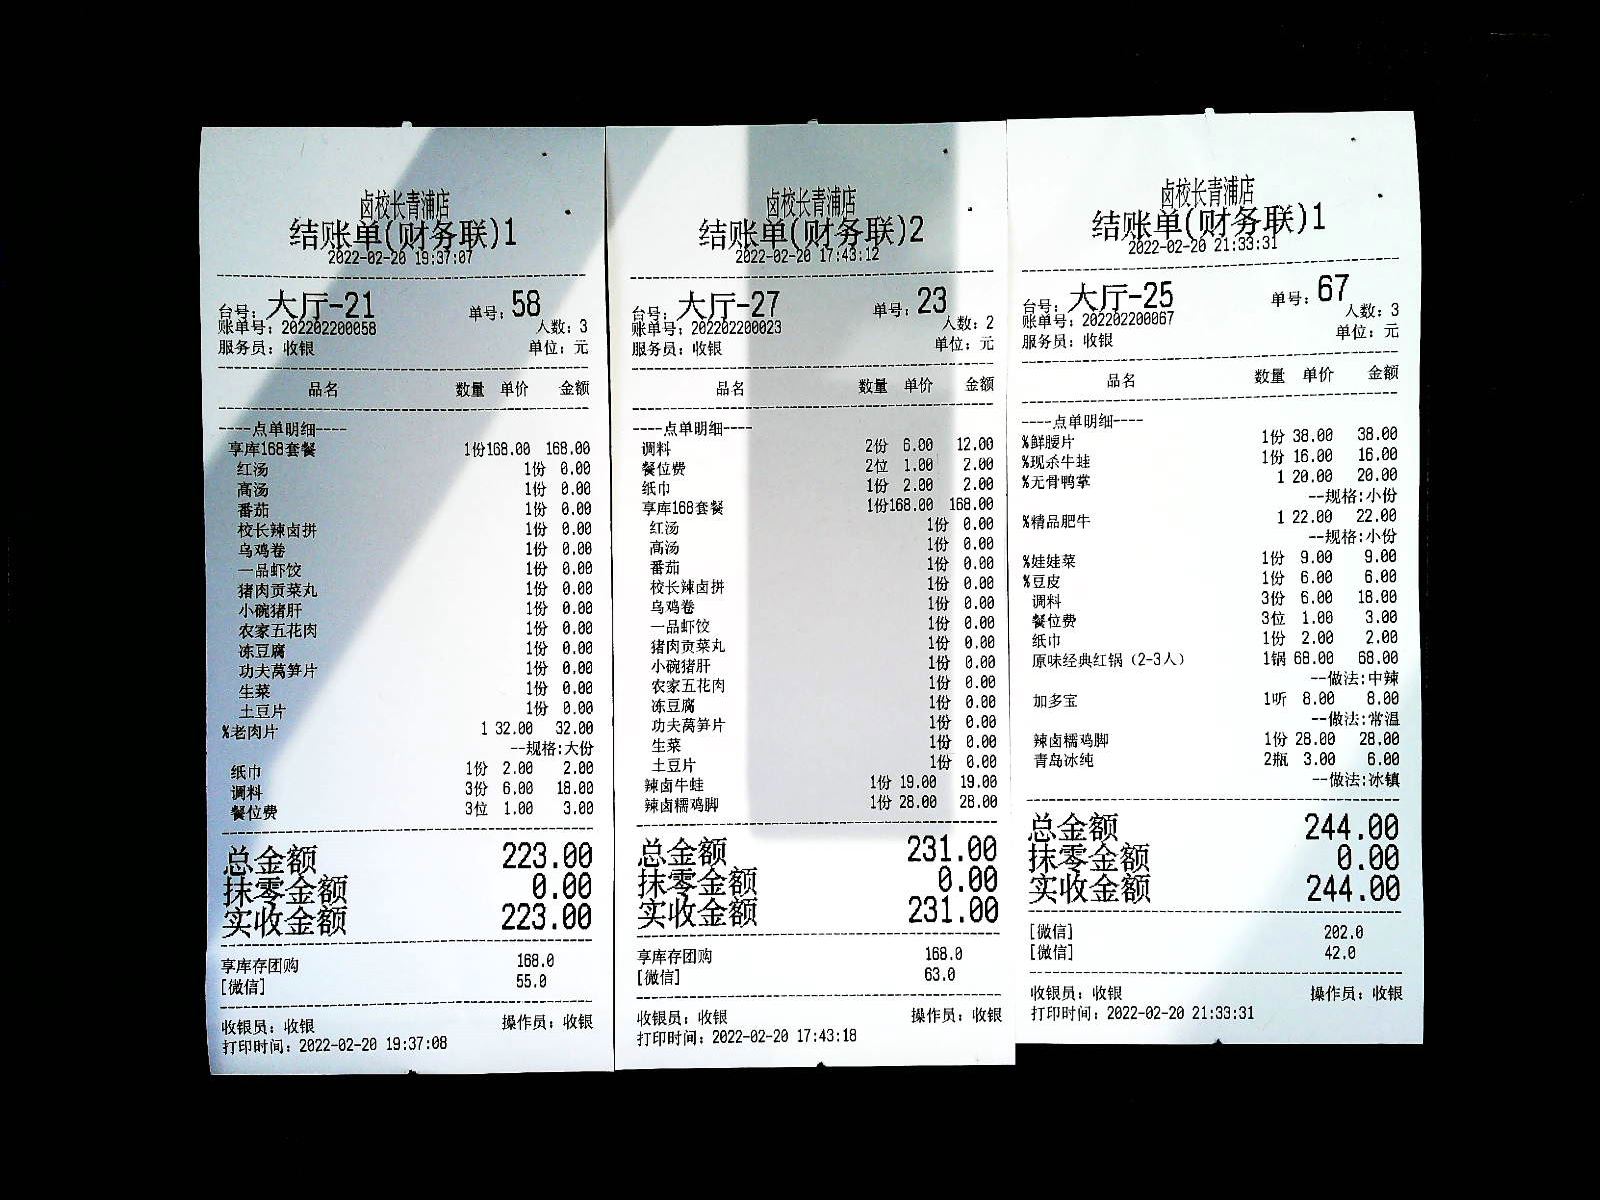 卤校长青浦店
结账单(财务联)1
2022-02-20 19:37:07
台号: 大厅-21 单号: 58
账单号: 202202200058 人数: 3
服务员: 收银 单位: 元
品名 数量 单价 金额
----点单明细----
享库168套餐 1份168.00 168.00
红汤 1份 0.00
高汤 1份 0.00
番茄 1份 0.00
校长辣卤拼 1份 0.00
乌鸡卷 1份 0.00
一品虾饺 1份 0.00
猪肉贡菜丸 1份 0.00
小碗猪肝 1份 0.00
农家五花肉 1份 0.00
冻豆腐 1份 0.00
功夫莴笋片 1份 0.00
生菜 1份 0.00
土豆片 1份 0.00
%老肉片 1 32.00 32.00
--规格:大份
纸巾 1份 2.00 2.00
调料 3份 6.00 18.00
餐位费 3位 1.00 3.00
总金额 223.00
抹零金额 0.00
实收金额 223.00
享库存团购 168.0
[微信] 55.0
收银员: 收银 操作员: 收银
打印时间: 2022-02-20 19:37:08
卤校长青浦店
结账单(财务联)2
2022-02-20 17:43:12
台号: 大厅-27 单号: 23
账单号: 202202200023 人数: 2
服务员: 收银 单位: 元
品名 数量 单价 金额
----点单明细----
调料 2份 6.00 12.00
餐位费 2位 1.00 2.00
纸巾 1份 2.00 2.00
享库168套餐 1份168.00 168.00
红汤 1份 0.00
高汤 1份 0.00
番茄 1份 0.00
校长辣卤拼 1份 0.00
乌鸡卷 1份 0.00
一品虾饺 1份 0.00
猪肉贡菜丸 1份 0.00
小碗猪肝 1份 0.00
农家五花肉 1份 0.00
冻豆腐 1份 0.00
功夫莴笋片 1份 0.00
生菜 1份 0.00
土豆片 1份 0.00
辣卤牛蛙 1份 19.00 19.00
辣卤糯鸡脚 1份 28.00 28.00
总金额 231.00
抹零金额 0.00
实收金额 231.00
享库存团购 168.0
[微信] 63.0
收银员: 收银 操作员: 收银
打印时间: 2022-02-20 17:43:18
卤校长青浦店
结账单(财务联)1
2022-02-20 21:33:31
台号: 大厅-25 单号: 67
账单号: 202202200067 人数: 3
服务员: 收银 单位: 元
品名 数量 单价 金额
----点单明细----
%鲜腰片 1份 38.00 38.00
%现杀牛蛙 1份 16.00 16.00
%无骨鸭掌 1 20.00 20.00
--规格:小份
%精品肥牛 1 22.00 22.00
--规格:小份
%娃娃菜 1份 9.00 9.00
%豆皮 1份 6.00 6.00
调料 3份 6.00 18.00
餐位费 3位 1.00 3.00
纸巾 1份 2.00 2.00
原味经典红锅（2-3人） 1锅 68.00 68.00
--做法:中辣
加多宝 1听 8.00 8.00
--做法:常温
辣卤糯鸡脚 1份 28.00 28.00
青岛冰纯 2瓶 3.00 6.00
--做法:冰镇
总金额 244.00
抹零金额 0.00
实收金额 244.00
[微信] 202.0
[微信] 42.0
收银员: 收银 操作员: 收银
打印时间: 2022-02-20 21:33:31